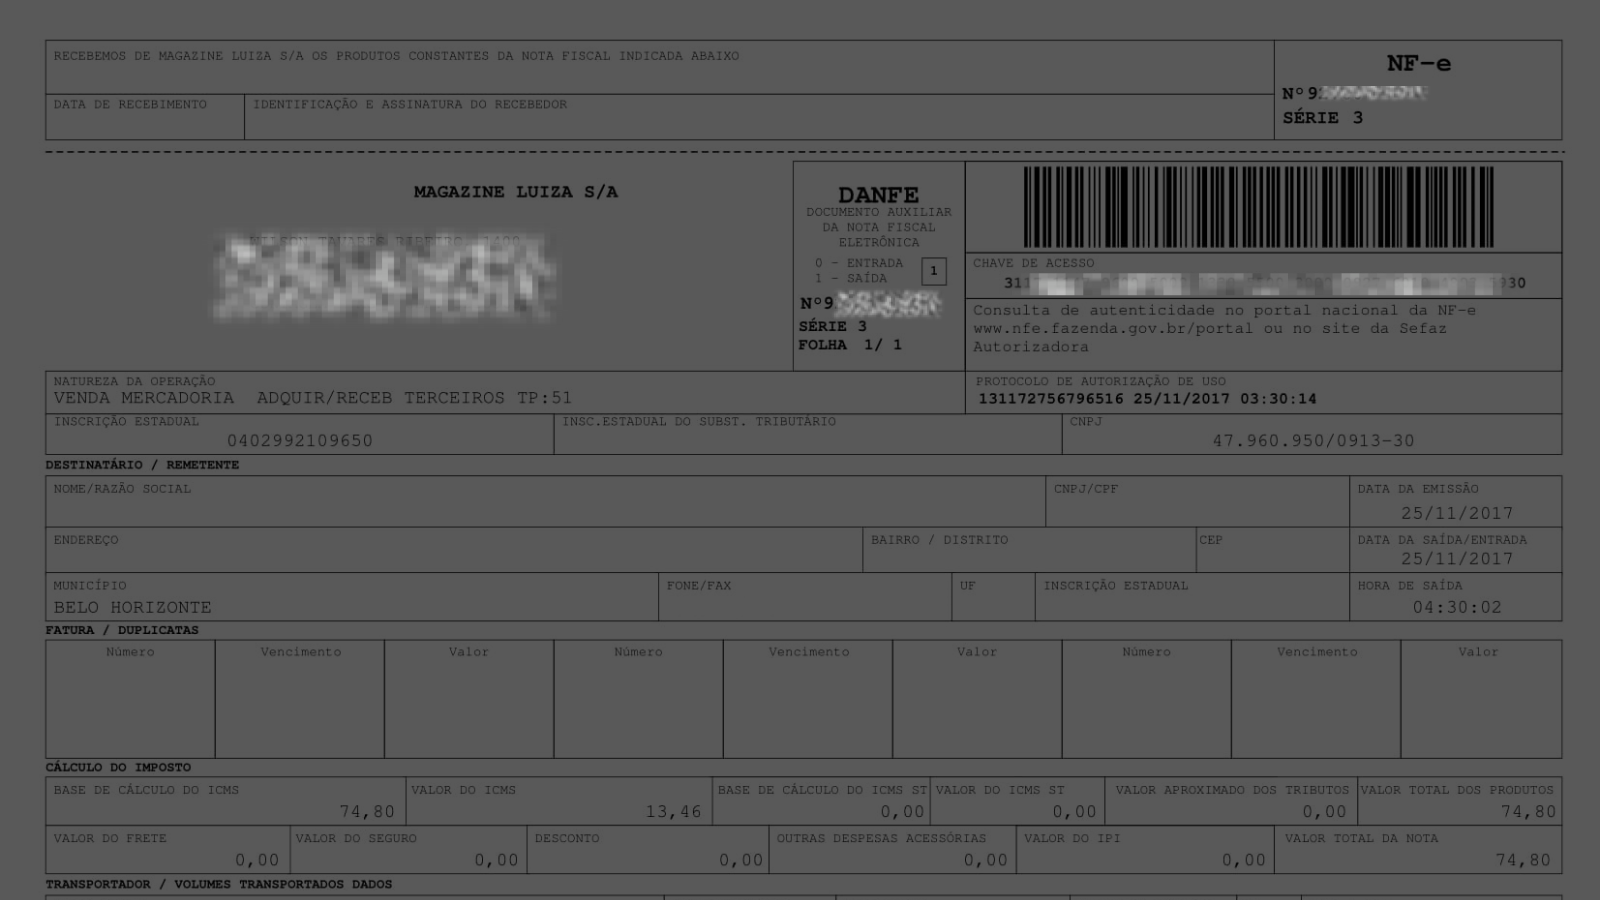 RECEBEMOS DE MAGAZINE LUIZA S/A OS PRODUTOS CONSTANTES DA NOTA FISCAL INDICADA ABAIXO
NF-e
Nº9
SÉRIE 3
DATA DE RECEBIMENTO IDENTIFICAÇÃO E ASSINATURA DO RECEBEDOR
MAGAZINE LUIZA S/A
DANFE
DOCUMENTO AUXILIAR
DA NOTA FISCAL
ELETRÔNICA
0 - ENTRADA
1 - SAÍDA
1
Nº9
SÉRIE 3
FOLHA 1/ 1
CHAVE DE ACESSO
311 930
Consulta de autenticidade no portal nacional da NF-e
www.nfe.fazenda.gov.br/portal ou no site da Sefaz
Autorizadora
NATUREZA DA OPERAÇÃO
VENDA MERCADORIA ADQUIR/RECEB TERCEIROS TP:51
PROTOCOLO DE AUTORIZAÇÃO DE USO
131172756796516 25/11/2017 03:30:14
INSCRIÇÃO ESTADUAL INSC.ESTADUAL DO SUBST. TRIBUTÁRIO CNPJ
0402992109650 47.960.950/0913-30
DESTINATÁRIO / REMETENTE
NOME/RAZÃO SOCIAL CNPJ/CPF DATA DA EMISSÃO
25/11/2017
ENDEREÇO BAIRRO / DISTRITO CEP DATA DA SAÍDA/ENTRADA
25/11/2017
MUNICÍPIO FONE/FAX UF INSCRIÇÃO ESTADUAL HORA DE SAÍDA
BELO HORIZONTE 04:30:02
FATURA / DUPLICATAS
Número Vencimento Valor Número Vencimento Valor Número Vencimento Valor
CÁLCULO DO IMPOSTO
BASE DE CÁLCULO DO ICMS VALOR DO ICMS BASE DE CÁLCULO DO ICMS ST VALOR DO ICMS ST VALOR APROXIMADO DOS TRIBUTOS VALOR TOTAL DOS PRODUTOS
74,80 13,46 0,00 0,00 0,00 74,80
VALOR DO FRETE VALOR DO SEGURO DESCONTO OUTRAS DESPESAS ACESSÓRIAS VALOR DO IPI VALOR TOTAL DA NOTA
0,00 0,00 0,00 0,00 0,00 74,80
TRANSPORTADOR / VOLUMES TRANSPORTADOS DADOS